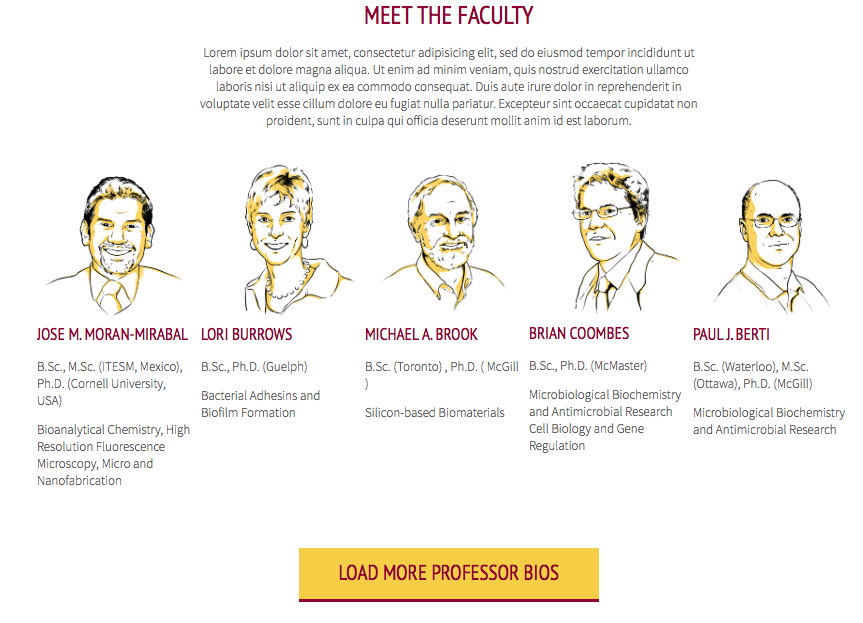 MEET THE FACULTY
Lorem ipsum dolor sit amet, consectetur adipisicing elit, sed do eiusmod tempor incididunt ut
labore et dolore magna aliqua. Ut enim ad minim veniam, quis nostrud exercitation ullamco
laboris nisi ut aliquip ex ea commodo consequat. Duis aute irure dolor in reprehenderit in
voluptate velit esse cillum dolore eu fugiat nulla pariatur. Excepteur sint occaecat cupidatat non
proident, sunt in culpa qui officia deserunt mollit anim id est laborum.
JOSE M. MORAN-MIRABAL
B.Sc., M.Sc. (ITESM, Mexico),
Ph.D. (Cornell University,
USA)
Bioanalytical Chemistry, High
Resolution Fluorescence
Microscopy, Micro and
Nanofabrication
LORI BURROWS
B.Sc., Ph.D. (Guelph)
Bacterial Adhesins and
Biofilm Formation
MICHAEL A. BROOK
B.Sc. (Toronto) , Ph.D. ( McGill
)
Silicon-based Biomaterials
BRIAN COOMBES
B.Sc., Ph.D. (McMaster)
Microbiological Biochemistry
and Antimicrobial Research
Cell Biology and Gene
Regulation
PAUL J. BERTI
B.Sc. (Waterloo), M.Sc.
(Ottawa), Ph.D. (McGill)
Microbiological Biochemistry
and Antimicrobial Research
LOAD MORE PROFESSOR BIOS